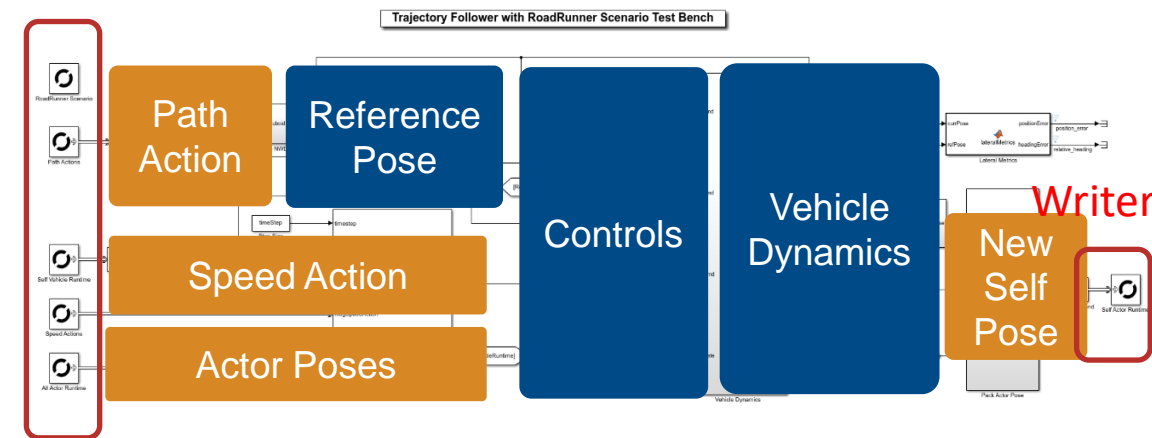 Trajectory Follower with RoadRunner Scenario Test Bench
RoadRunner Scenario
Path Actions
Self Vehicle Runtime
Speed Actions
All Actor Runtime
Path
Action
Reference
Pose
timeStep
timestep
Speed Action
Actor Poses
Controls
Vehicle
Dynamics
Vehicle Dynamics
currPose
refPose
lateralMetrics
positionError
headingError
position_error
relative_heading
Lateral Metrics
Writer
New
Self
Pose
Self Actor Runtime
Pack Actor Pose